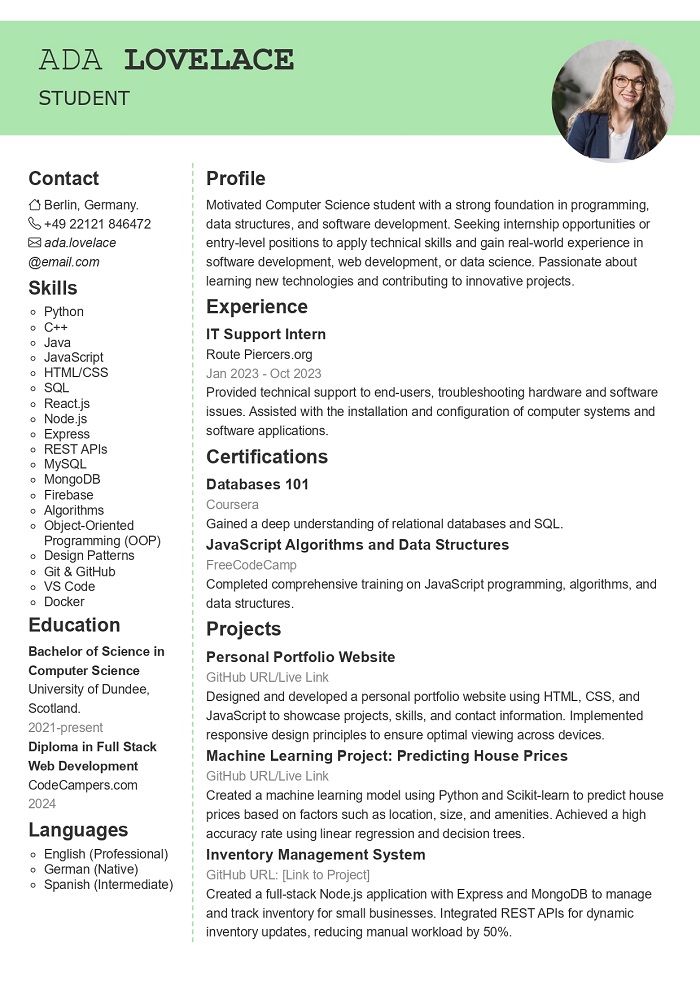 ADA LOVELACE
STUDENT
Contact
Berlin, Germany.
+49 22121 846472
ada.lovelace
@email.com
Skills
Python
C++
Java
JavaScript
HTML/CSS
SQL
React.js
Node.js
Express
REST APIs
MySQL
MongoDB
Firebase
Algorithms
Object-Oriented
Programming (OOP)
Design Patterns
Git & GitHub
VS Code
Docker
Education
Bachelor of Science in
Computer Science
University of Dundee,
Scotland.
2021-present
Diploma in Full Stack
Web Development
CodeCampers.com
2024
Languages
English (Professional)
German (Native)
Spanish (Intermediate)
Profile
Motivated Computer Science student with a strong foundation in programming,
data structures, and software development. Seeking internship opportunities or
entry-level positions to apply technical skills and gain real-world experience in
software development, web development, or data science. Passionate about
learning new technologies and contributing to innovative projects.
Experience
IT Support Intern
Route Piercers.org
Jan 2023 - Oct 2023
Provided technical support to end-users, troubleshooting hardware and software
issues. Assisted with the installation and configuration of computer systems and
software applications.
Certifications
Databases 101
Coursera
Gained a deep understanding of relational databases and SQL.
JavaScript Algorithms and Data Structures
FreeCodeCamp
Completed comprehensive training on JavaScript programming, algorithms, and
data structures.
Projects
Personal Portfolio Website
GitHub URL/Live Link
Designed and developed a personal portfolio website using HTML, CSS, and
JavaScript to showcase projects, skills, and contact information. Implemented
responsive design principles to ensure optimal viewing across devices.
Machine Learning Project: Predicting House Prices
GitHub URL/Live Link
Created a machine learning model using Python and Scikit-learn to predict house
prices based on factors such as location, size, and amenities. Achieved a high
accuracy rate using linear regression and decision trees.
Inventory Management System
GitHub URL: [Link to Project]
Created a full-stack Node.js application with Express and MongoDB to manage
and track inventory for small businesses. Integrated REST APIs for dynamic
inventory updates, reducing manual workload by 50%.